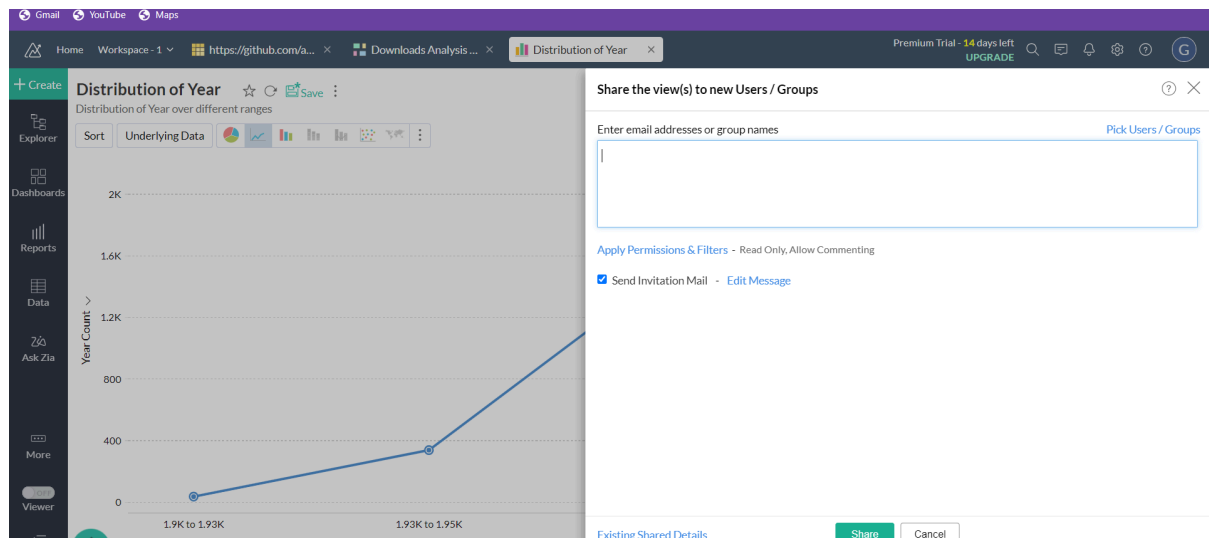 Gmail YouTube Maps
Home Workspace - 1 https://github.com/a... × Downloads Analysis ... × Distribution of Year × Premium Trial - 14 days left
UPGRADE
G
+ Create
Explorer
Dashboards
Reports
Data
Ask Zia
More
OFF
Viewer
Distribution of Year Save
Distribution of Year over different ranges
Sort Underlying Data
Year Count
2K
1.6K
1.2K
800
400
0
1.9K to 1.93K 1.93K to 1.95K
Share the view(s) to new Users / Groups
Enter email addresses or group names Pick Users / Groups
Apply Permissions & Filters - Read Only, Allow Commenting
Send Invitation Mail - Edit Message
Existing Shared Details Share Cancel